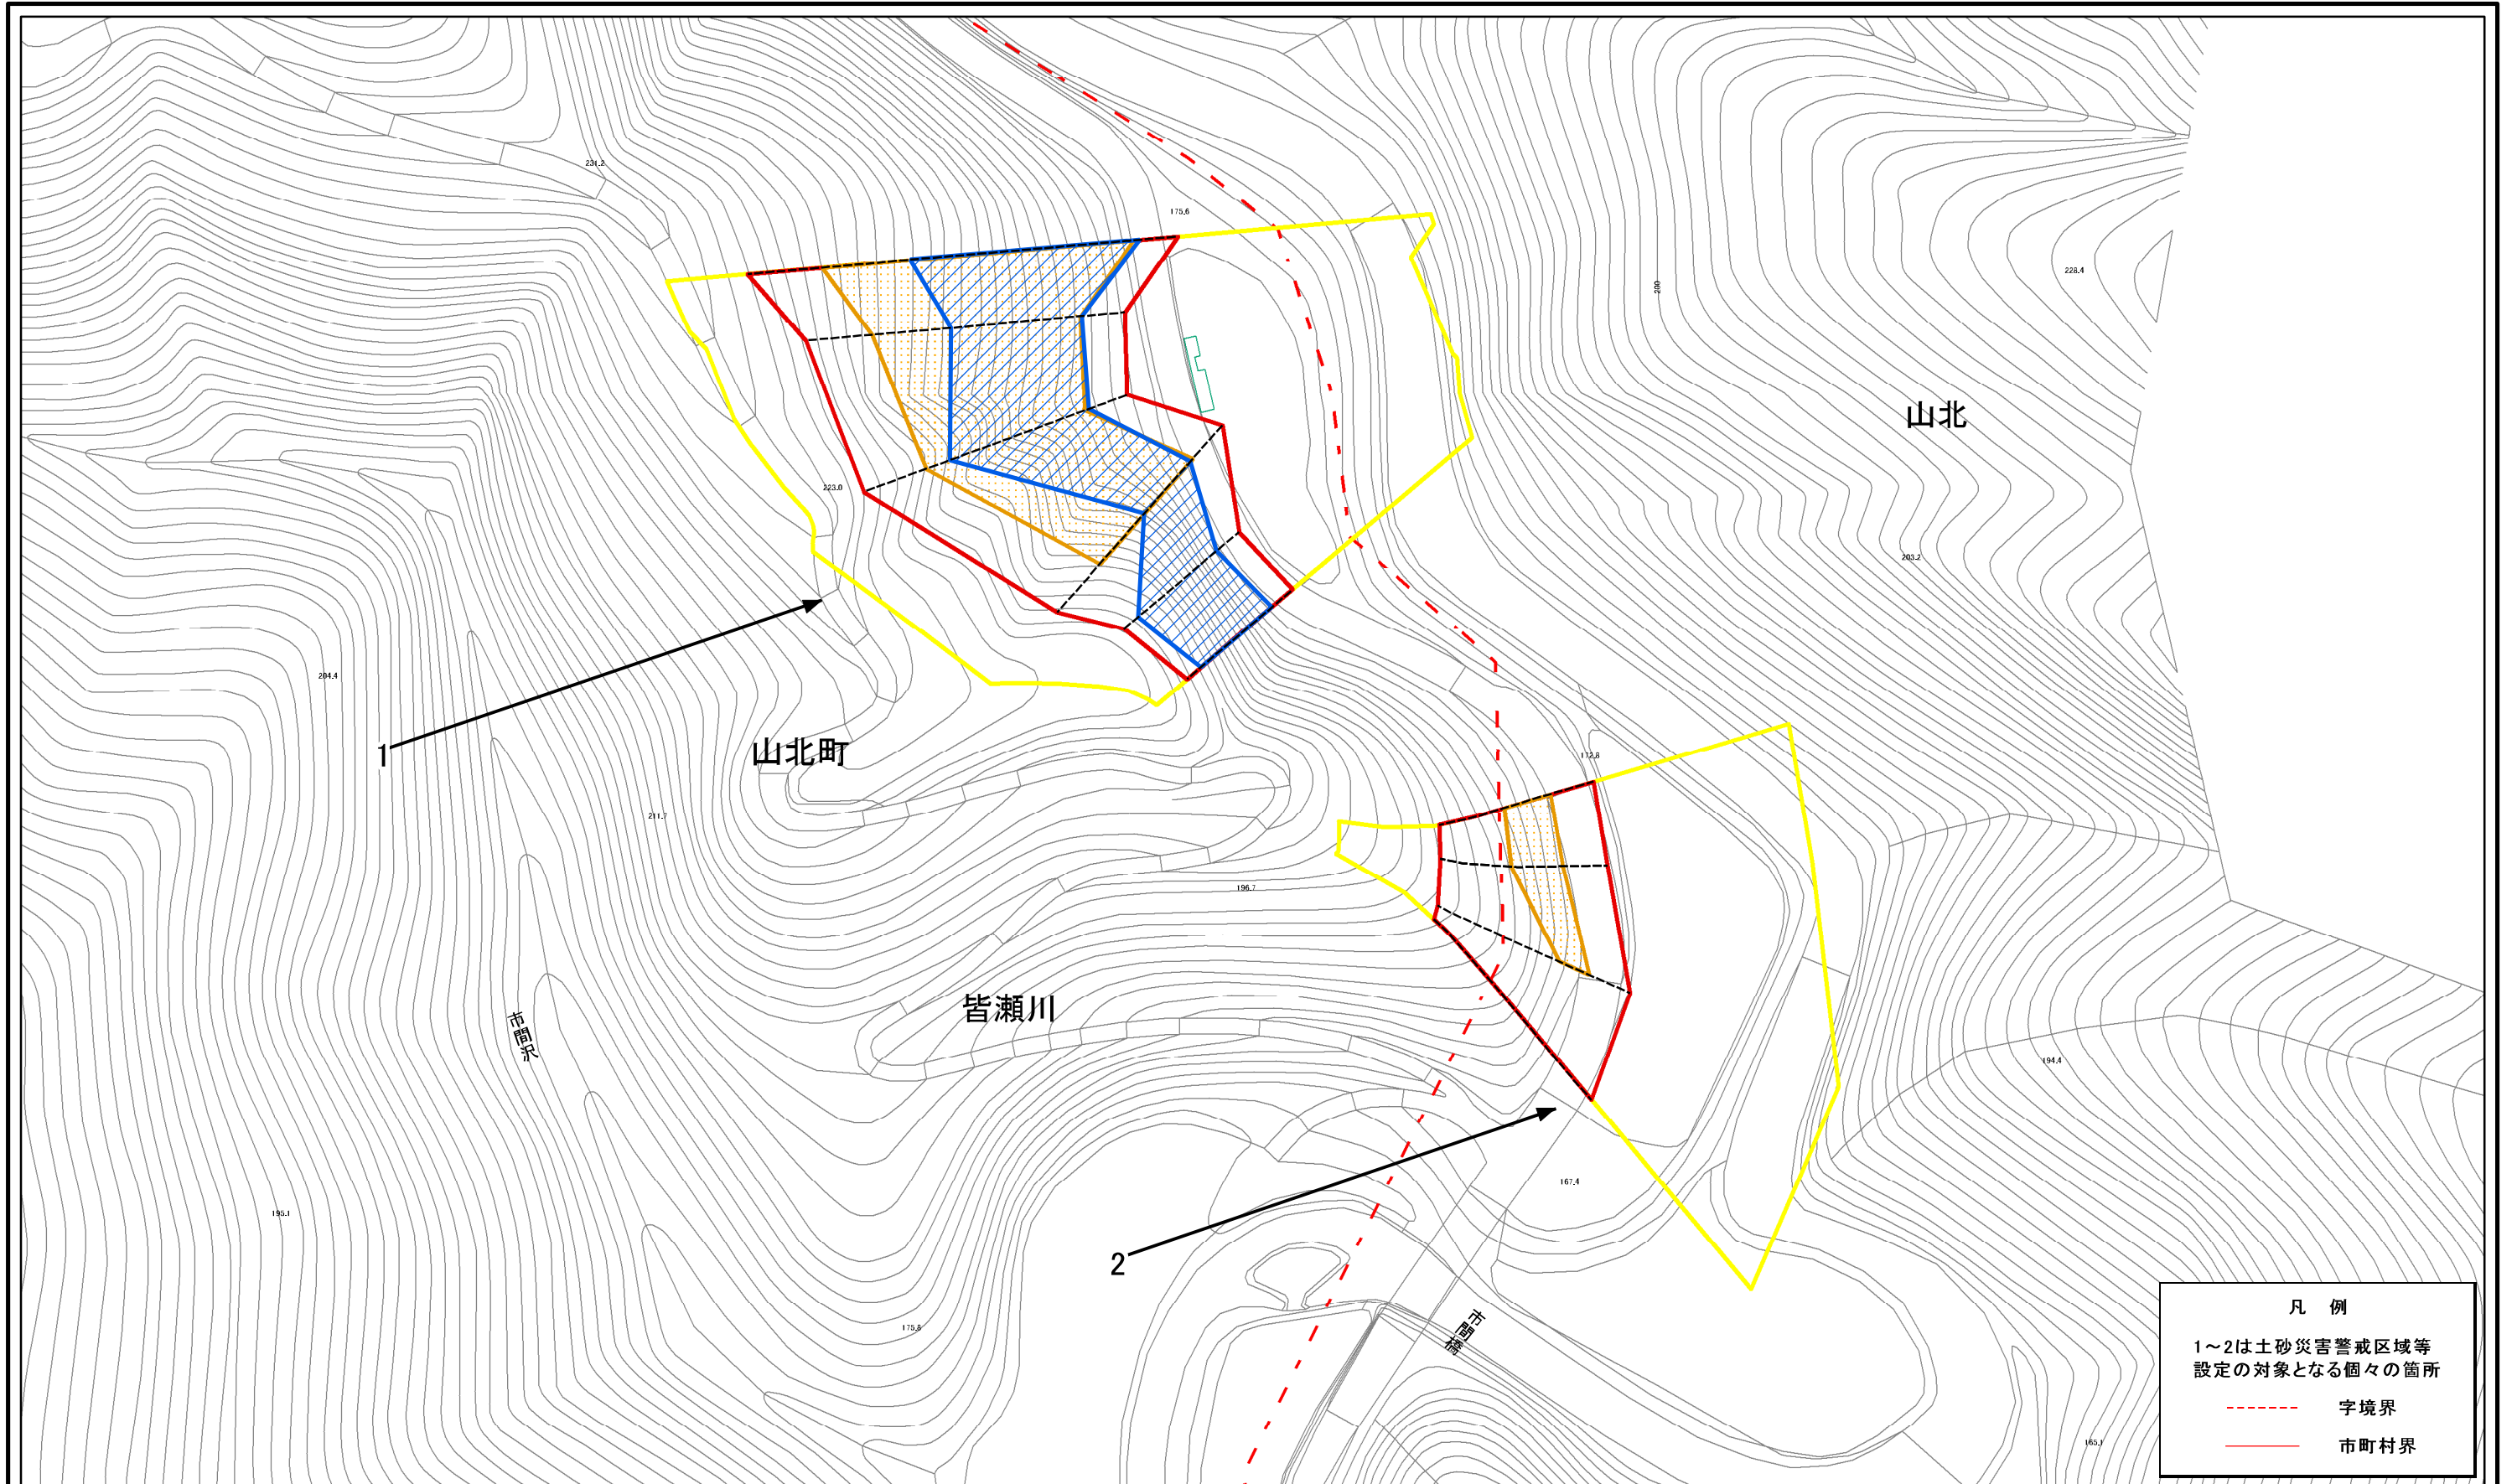 231.2
175.6
228.4
200
山北
223.0
203.2
204.4
1
山北町
172.8
211.7
196.7
皆瀬川
市間沢
194.4
167.4
195.1
2
175.8
市間橋
165.1
凡 例
1～2は土砂災害警戒区域等
設定の対象となる個々の箇所
字境界
市町村界